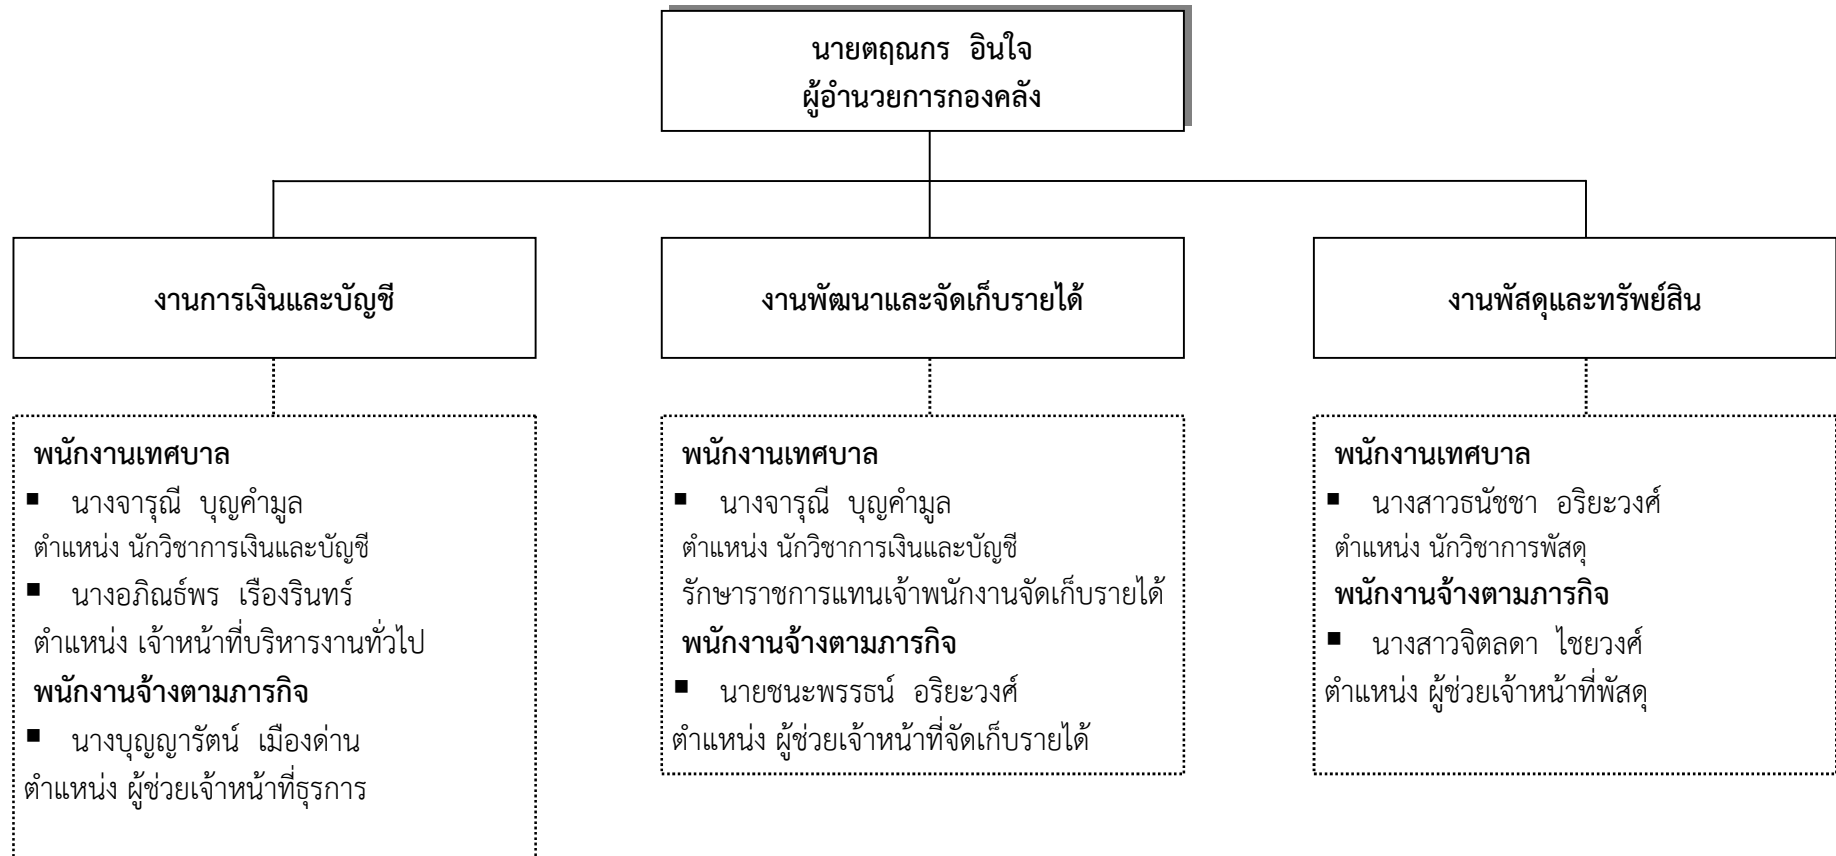 นายตฤณกร อินใจ
ผู้อำนวยการกองคลัง
งานการเงินและบัญชี
งานพัฒนาและจัดเก็บรายได้
งานพัสดุและทรัพย์สิน
พนักงานเทศบาล
▪ นางจารุณี บุญคำมูล
ตำแหน่ง นักวิชาการเงินและบัญชี
▪ นางอภิณธ์พร เรืองรินทร์
ตำแหน่ง เจ้าหน้าที่บริหารงานทั่วไป
พนักงานจ้างตามภารกิจ
▪ นางบุญญารัตน์ เมืองด่าน
ตำแหน่ง ผู้ช่วยเจ้าหน้าที่ธุรการ
พนักงานเทศบาล
▪ นางจารุณี บุญคำมูล
ตำแหน่ง นักวิชาการเงินและบัญชี
รักษาราชการแทนเจ้าพนักงานจัดเก็บรายได้
พนักงานจ้างตามภารกิจ
▪ นายชนะพรรธน์ อริยะวงศ์
ตำแหน่ง ผู้ช่วยเจ้าหน้าที่จัดเก็บรายได้
พนักงานเทศบาล
▪ นางสาวธนัชชา อริยะวงศ์
ตำแหน่ง นักวิชาการพัสดุ
พนักงานจ้างตามภารกิจ
▪ นางสาวจิตลดา ไชยวงศ์
ตำแหน่ง ผู้ช่วยเจ้าหน้าที่พัสดุ